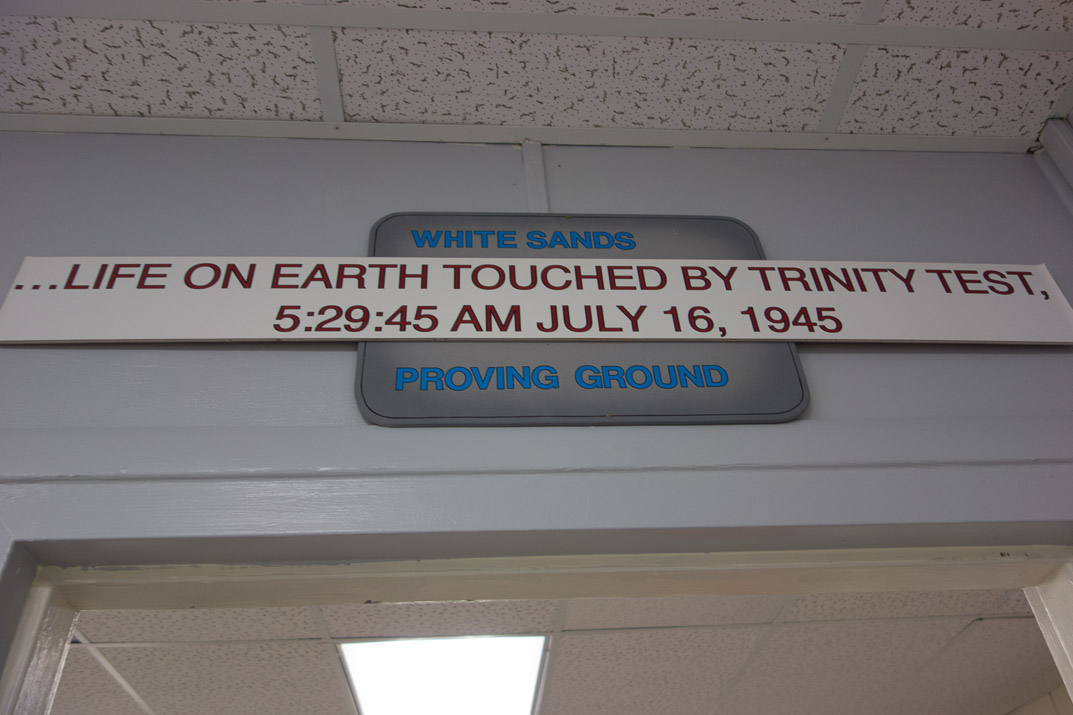 WHITE SANDS
...LIFE ON EARTH TOUCHED BY TRINITY TEST,
5:29:45 AM JULY 16, 1945
PROVING GROUND